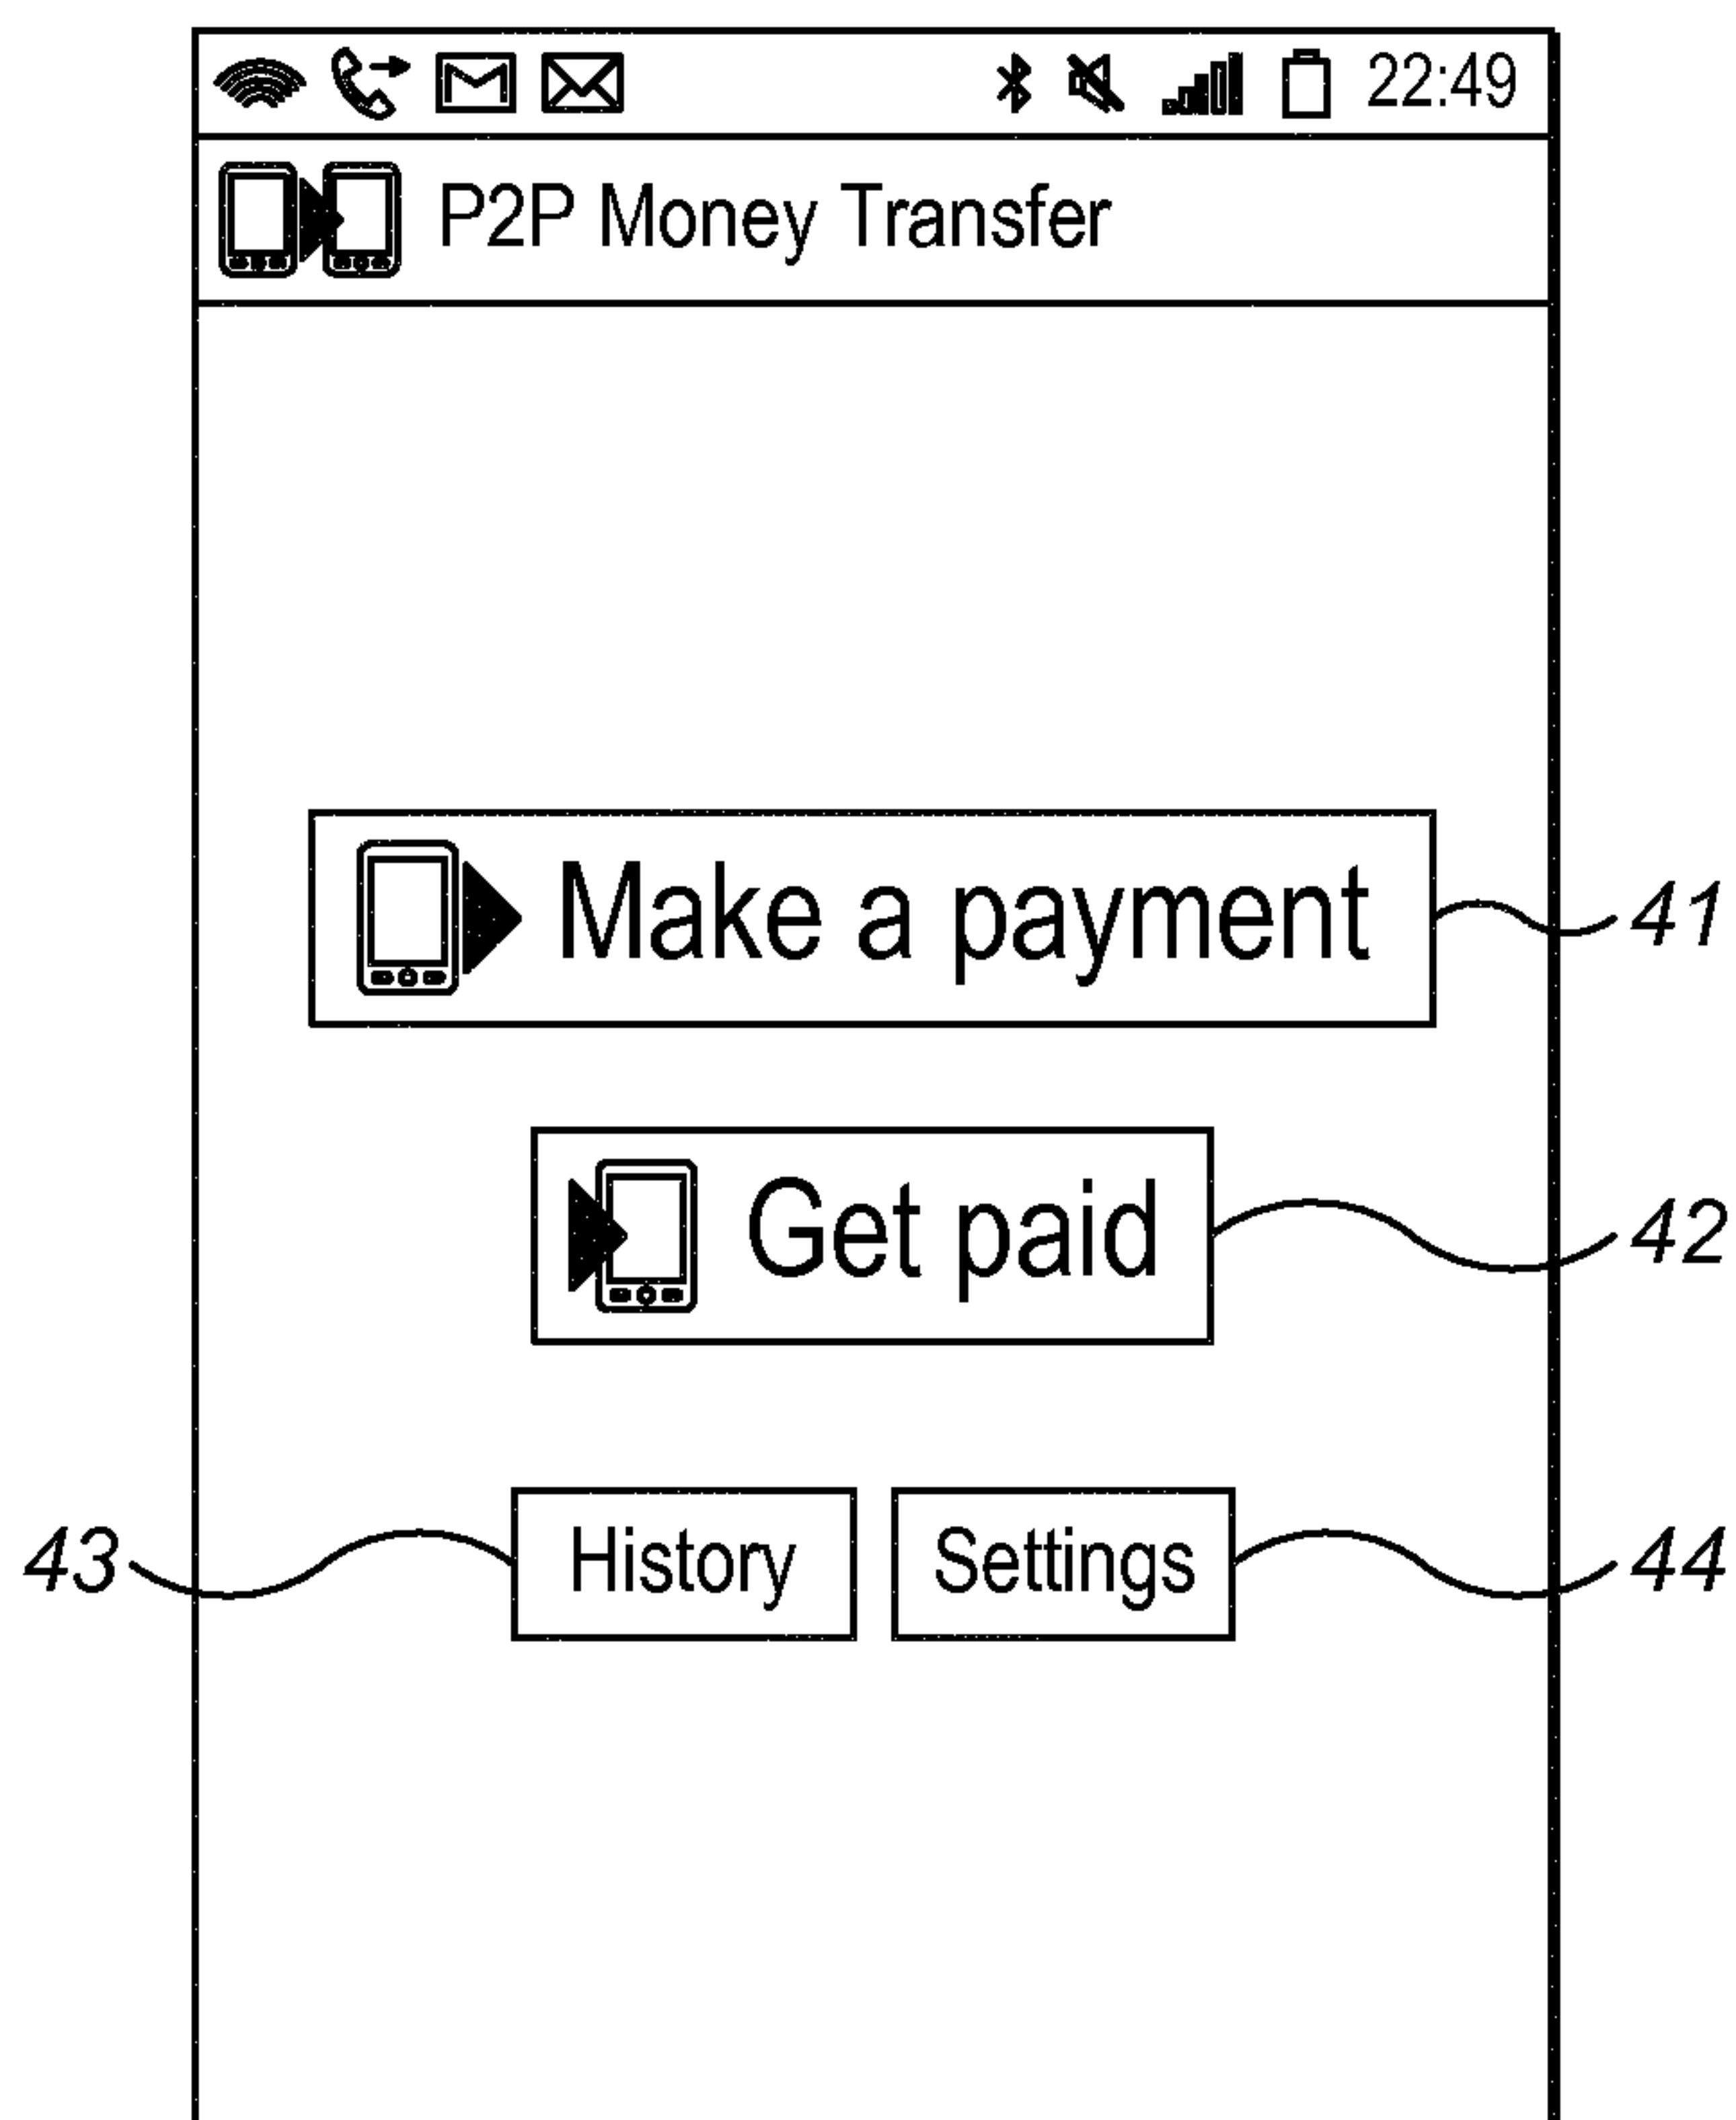 22:49
P2P Money Transfer
Make a payment
41
Get paid
42
43
History
Settings
44